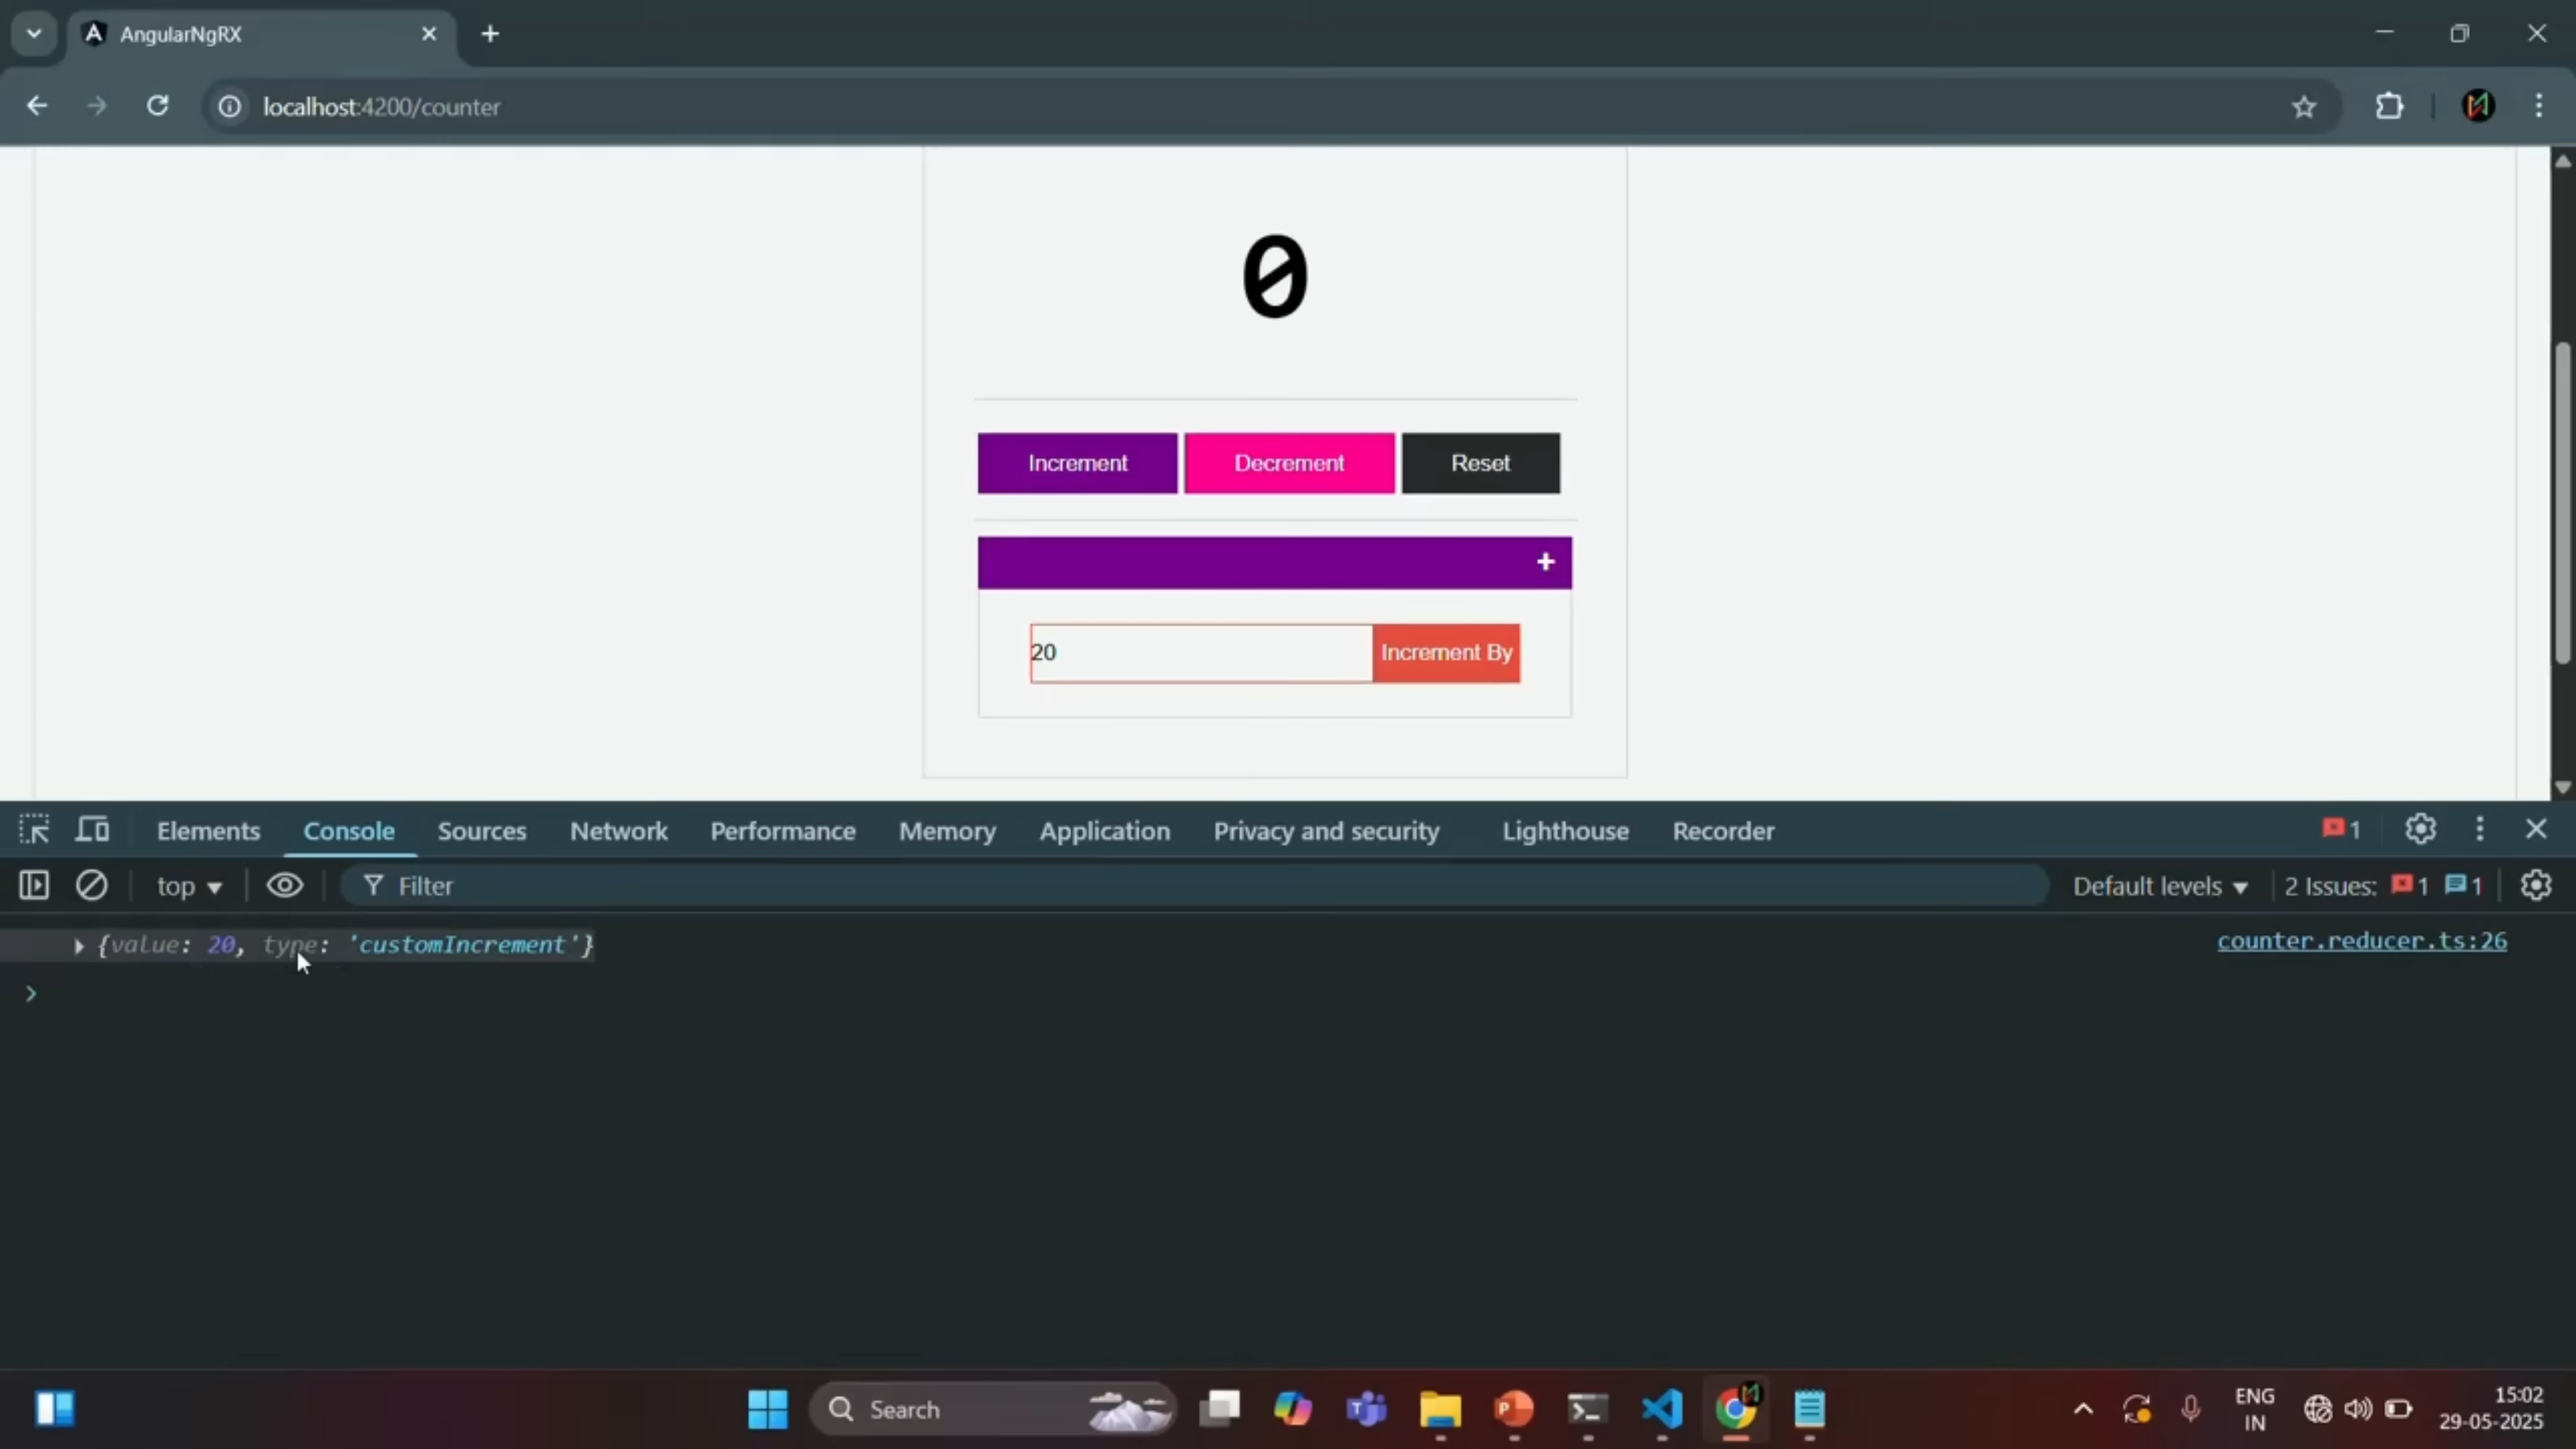 AngularNgRX
localhost:4200/counter
0
Increment
Decrement
Reset
+
20
Increment By
Elements
Console
Sources
Network
Performance
Memory
Application
Privacy and security
Lighthouse
Recorder
1
top
Filter
Default levels
2 Issues: 1 1
{value: 20, type: 'customIncrement'}
counter.reducer.ts:26
Search
ENG
IN
15:02
29-05-2025